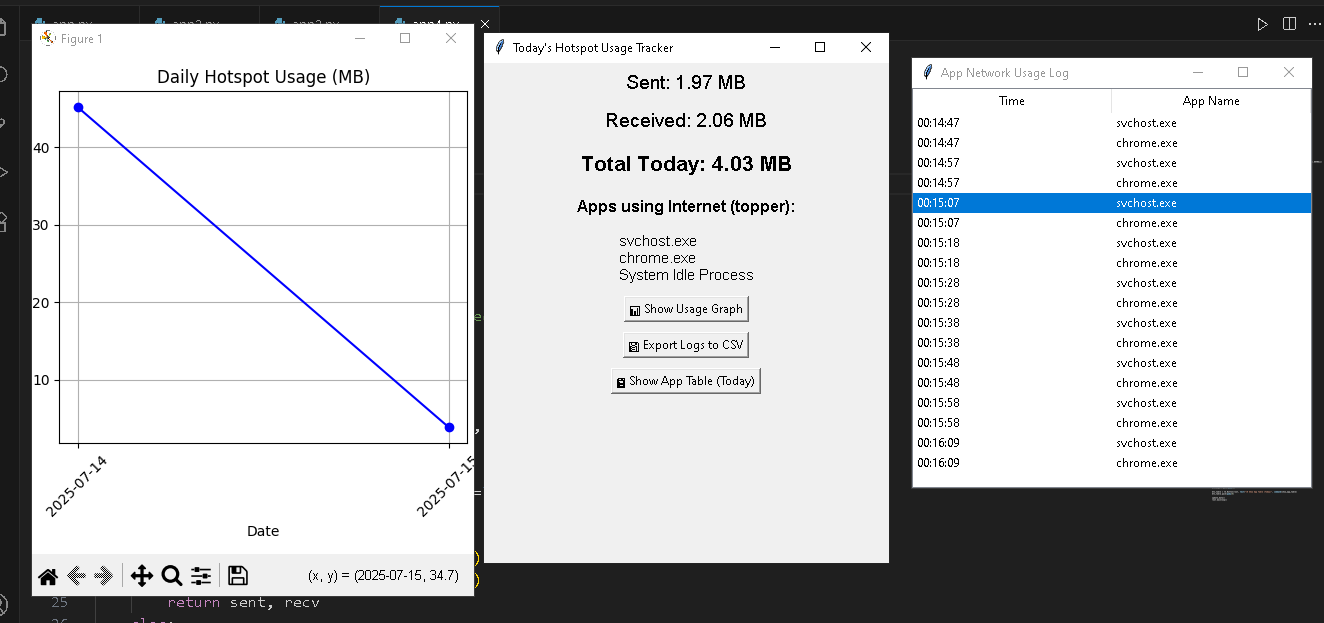 Figure 1
Daily Hotspot Usage (MB)
40
30
20
10
2025-07-14
2025-07-15
Date
(x, y) = (2025-07-15, 34.7)
25
return sent, recv
Today's Hotspot Usage Tracker
Sent: 1.97 MB
Received: 2.06 MB
Total Today: 4.03 MB
Apps using Internet (topper):
svchost.exe
chrome.exe
System Idle Process
Show Usage Graph
Export Logs to CSV
Show App Table (Today)
App Network Usage Log
Time App Name
00:14:47 svchost.exe
00:14:47 chrome.exe
00:14:57 svchost.exe
00:14:57 chrome.exe
00:15:07 svchost.exe
00:15:07 chrome.exe
00:15:18 svchost.exe
00:15:18 chrome.exe
00:15:28 svchost.exe
00:15:28 chrome.exe
00:15:38 svchost.exe
00:15:38 chrome.exe
00:15:48 svchost.exe
00:15:48 chrome.exe
00:15:58 svchost.exe
00:15:58 chrome.exe
00:16:09 svchost.exe
00:16:09 chrome.exe